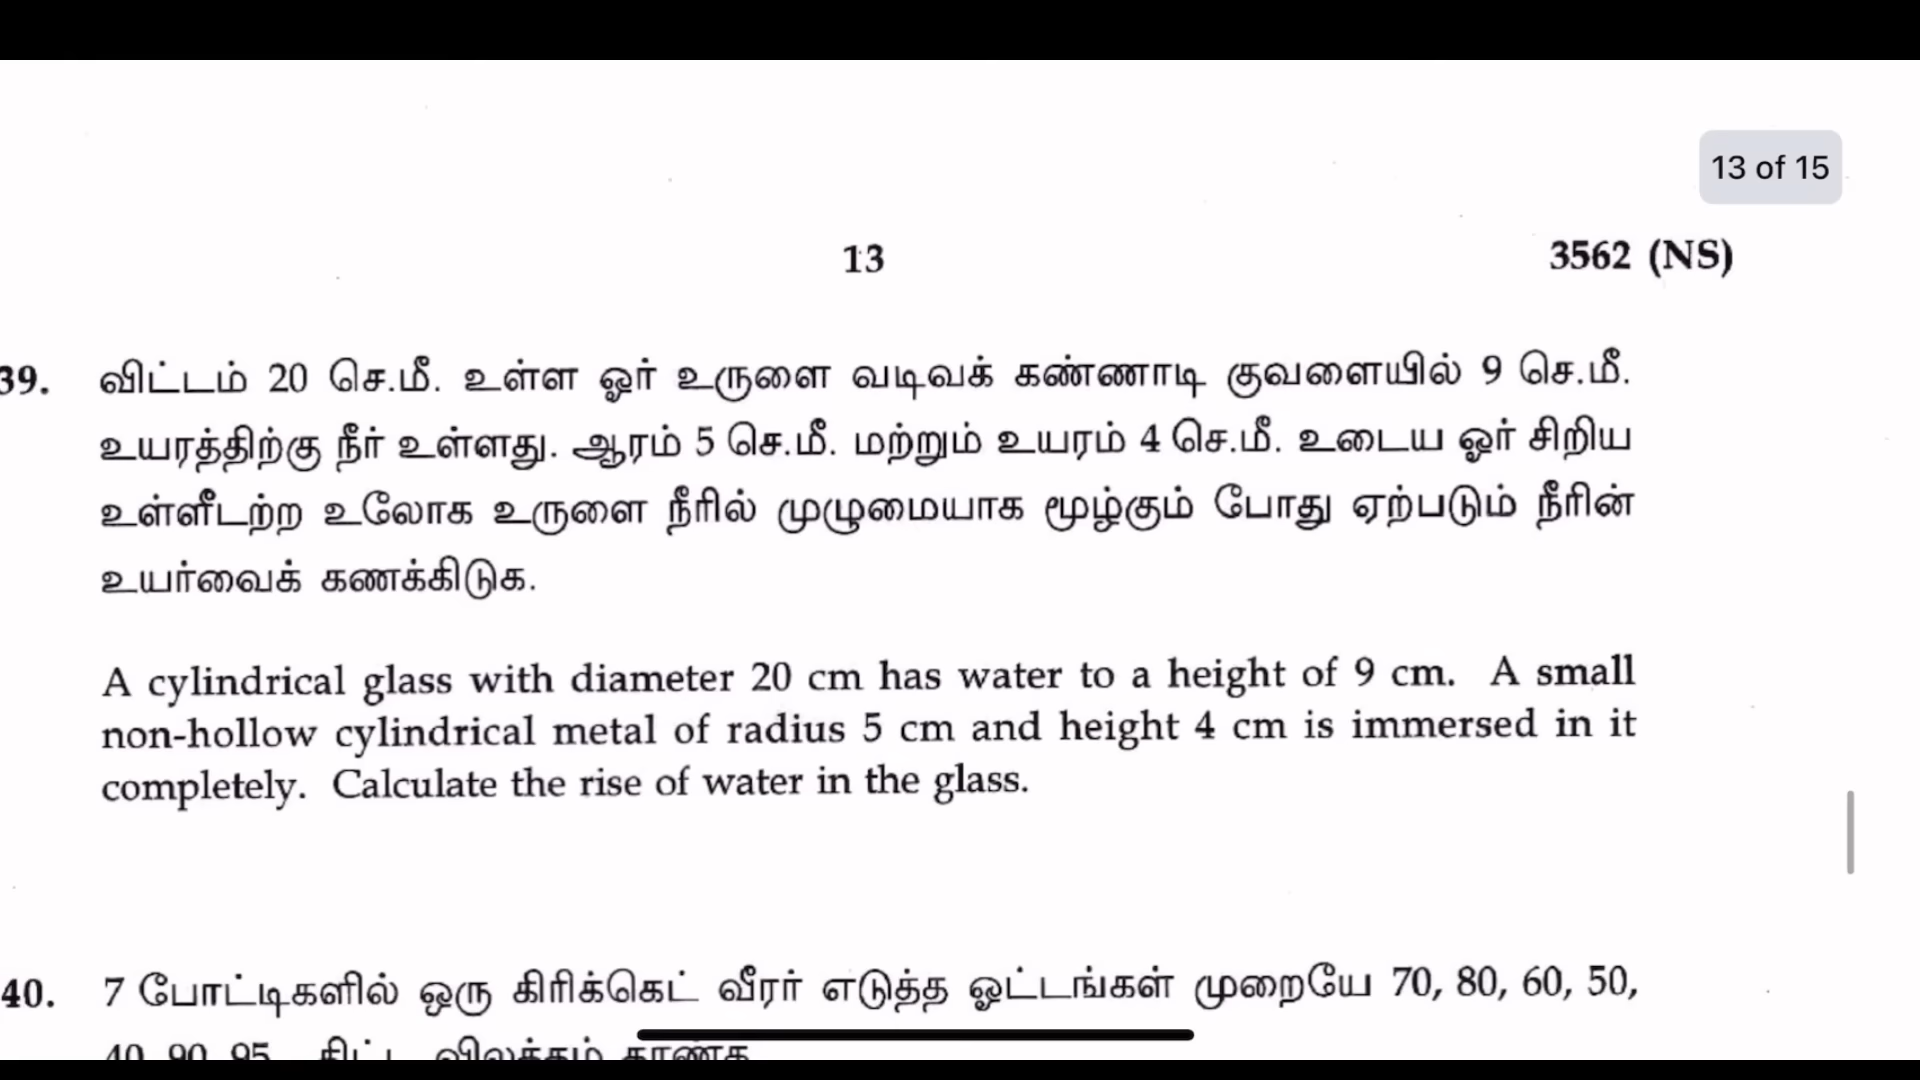 13 of 15
13
3562 (NS)
39. விட்டம் 20 செ.மீ. உள்ள ஓர் உருளை வடிவக் கண்ணாடி குவளையில் 9 செ.மீ.
உயரத்திற்கு நீர் உள்ளது. ஆரம் 5 செ.மீ. மற்றும் உயரம் 4 செ.மீ. உடைய ஓர் சிறிய
உள்ளீடற்ற உலோக உருளை நீரில் முழுமையாக மூழ்கும் போது ஏற்படும் நீரின்
உயர்வைக் கணக்கிடுக.
A cylindrical glass with diameter 20 cm has water to a height of 9 cm. A small
non-hollow cylindrical metal of radius 5 cm and height 4 cm is immersed in it
completely. Calculate the rise of water in the glass.
40. 7 போட்டிகளில் ஒரு கிரிக்கெட் வீரர் எடுத்த ஓட்டங்கள் முறையே 70, 80, 60, 50,
40, 90, 95.